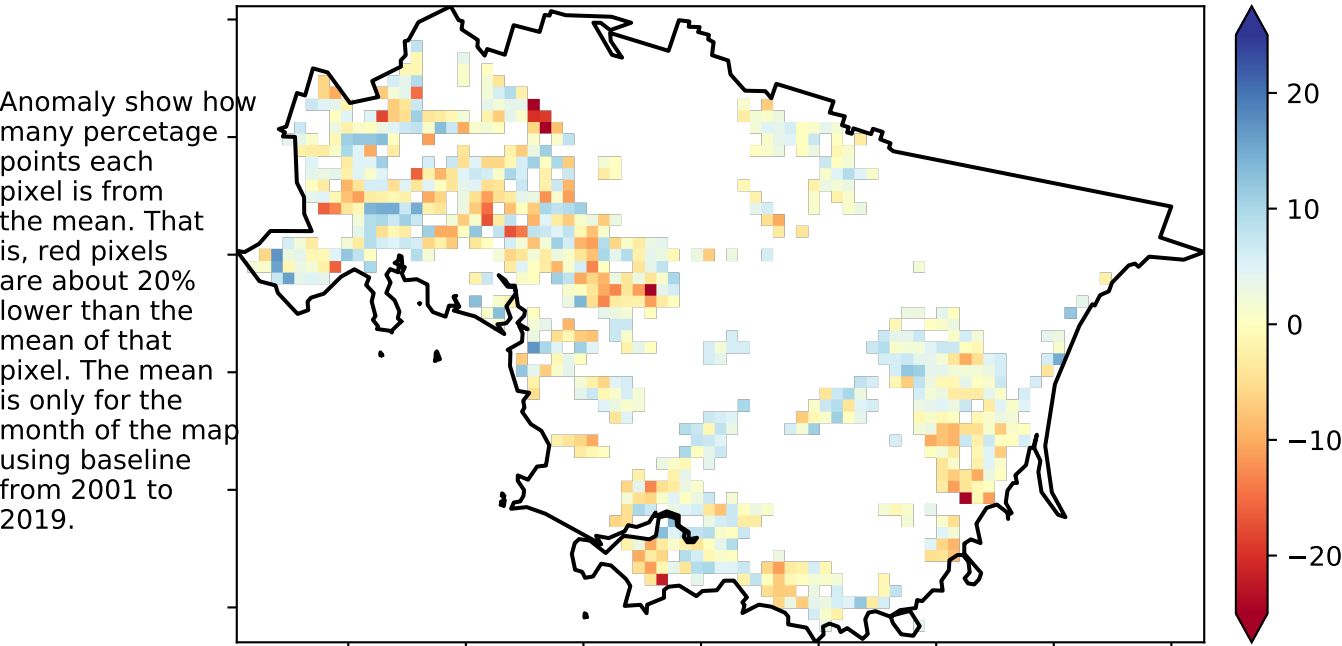 Anomaly show how
many percetage
points each
pixel is from
the mean. That
is, red pixels
are about 20%
lower than the
mean of that
pixel. The mean
is only for the
month of the map
using baseline
from 2001 to
2019.
20
10
0
−10
−20